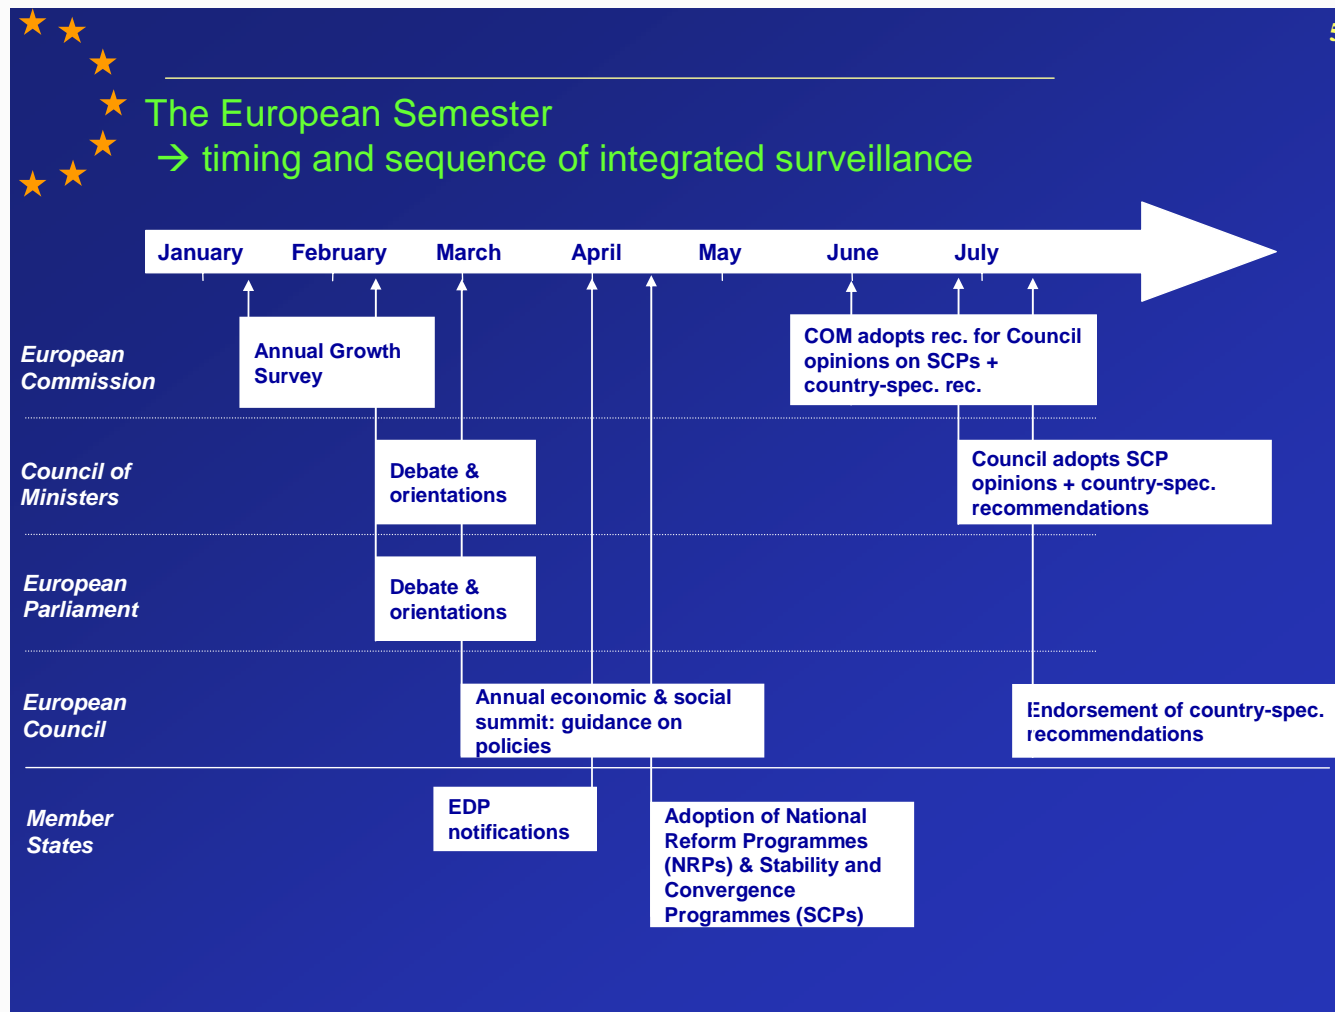 5
The European Semester
→ timing and sequence of integrated surveillance
January February March April May June July
European
Commission
Annual Growth
Survey
COM adopts rec. for Council
opinions on SCPs +
country-spec. rec.
Council of
Ministers
Debate &
orientations
Council adopts SCP
opinions + country-spec.
recommendations
European
Parliament
Debate &
orientations
European
Council
Annual economic & social
summit: guidance on
policies
Endorsement of country-spec.
recommendations
Member
States
EDP
notifications
Adoption of National
Reform Programmes
(NRPs) & Stability and
Convergence
Programmes (SCPs)